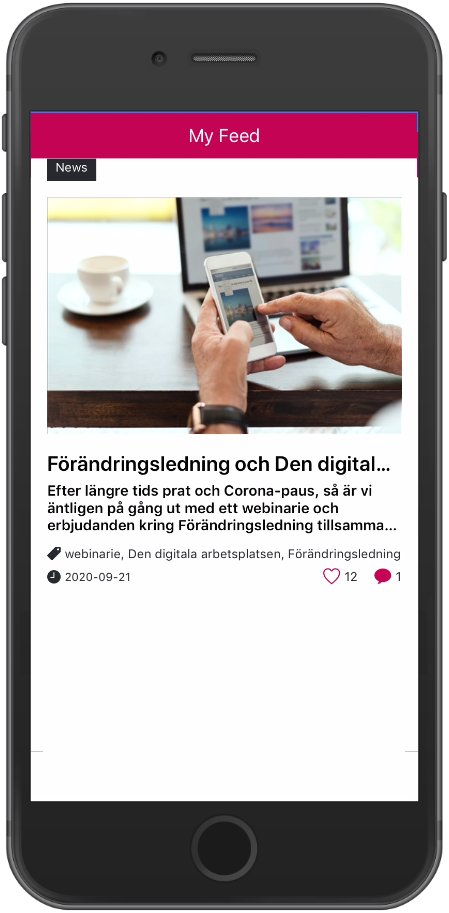 My Feed
News
Förändringsledning och Den digital...
Efter längre tids prat och Corona-paus, så är vi
äntligen på gång ut med ett webinarie och
erbjudanden kring Förändringsledning tillsamma...
webinarie, Den digitala arbetsplatsen, Förändringsledning
2020-09-21 12 1